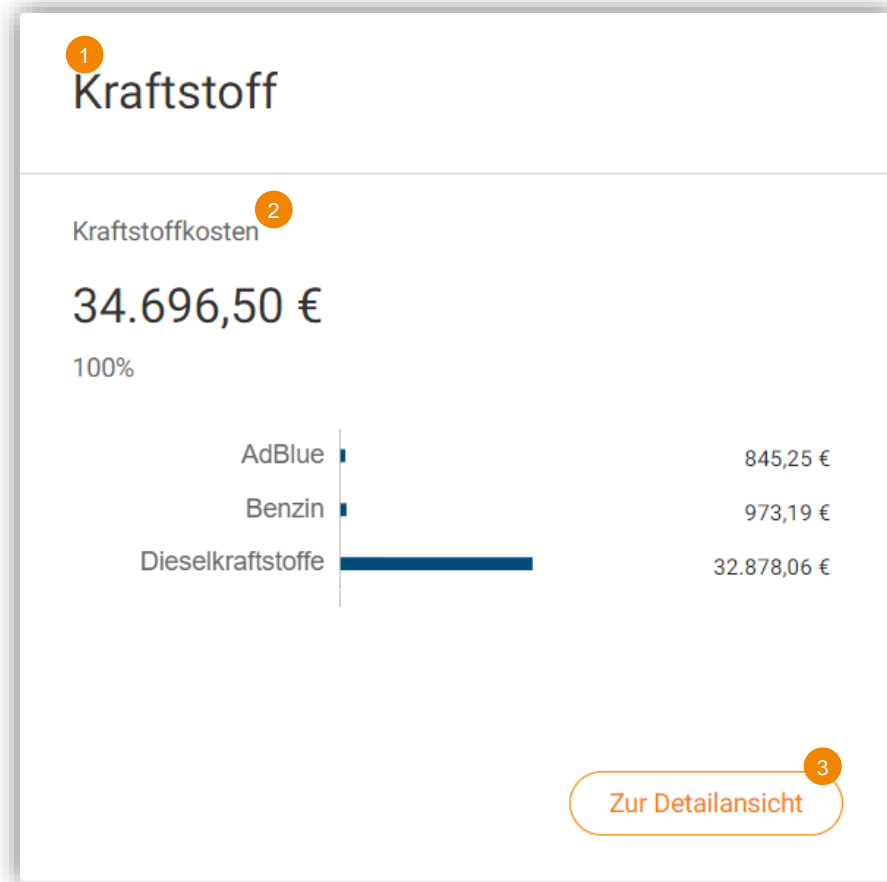 1
Kraftstoff
2
Kraftstoffkosten
34.696,50 €
100%
AdBlue 845,25 €
Benzin 973,19 €
Dieselkraftstoffe 32.878,06 €
3
Zur Detailansicht